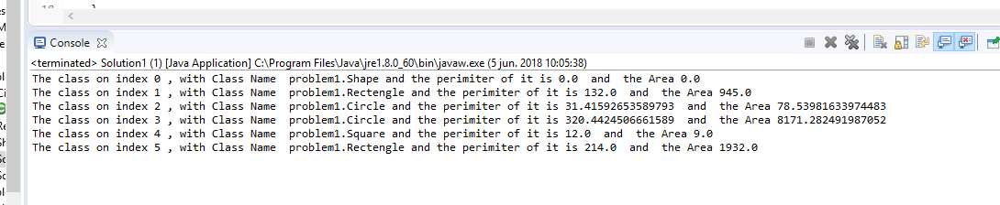 Console
<terminated> Solution1 (1) [Java Application] C:\Program Files\Java\jre1.8.0_60\bin\javaw.exe (5 jun. 2018 10:05:38)
The class on index 0 , with Class Name  problem1.Shape and the perimiter of it is 0.0  and  the Area 0.0
The class on index 1 , with Class Name  problem1.Rectengle and the perimiter of it is 132.0  and  the Area 945.0
The class on index 2 , with Class Name  problem1.Circle and the perimiter of it is 31.41592653589793  and  the Area 78.53981633974483
The class on index 3 , with Class Name  problem1.Circle and the perimiter of it is 320.4424506661589  and  the Area 8171.282491987052
The class on index 4 , with Class Name  problem1.Square and the perimiter of it is 12.0  and  the Area 9.0
The class on index 5 , with Class Name  problem1.Rectengle and the perimiter of it is 214.0  and  the Area 1932.0